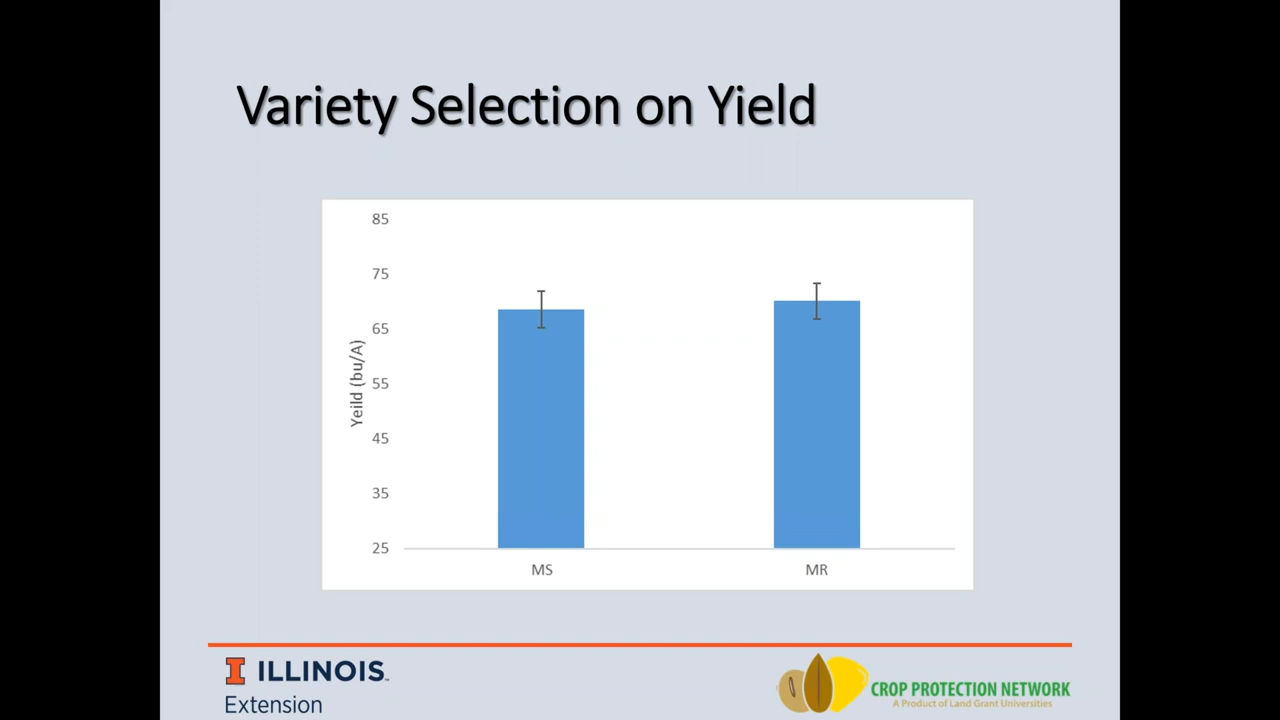 Variety Selection on Yield
85
75
65
55
45
35
25
Yeild (bu/A)
MS
MR
I ILLINOIS™
Extension
CROP PROTECTION NETWORK
A Product of Land Grant Universities